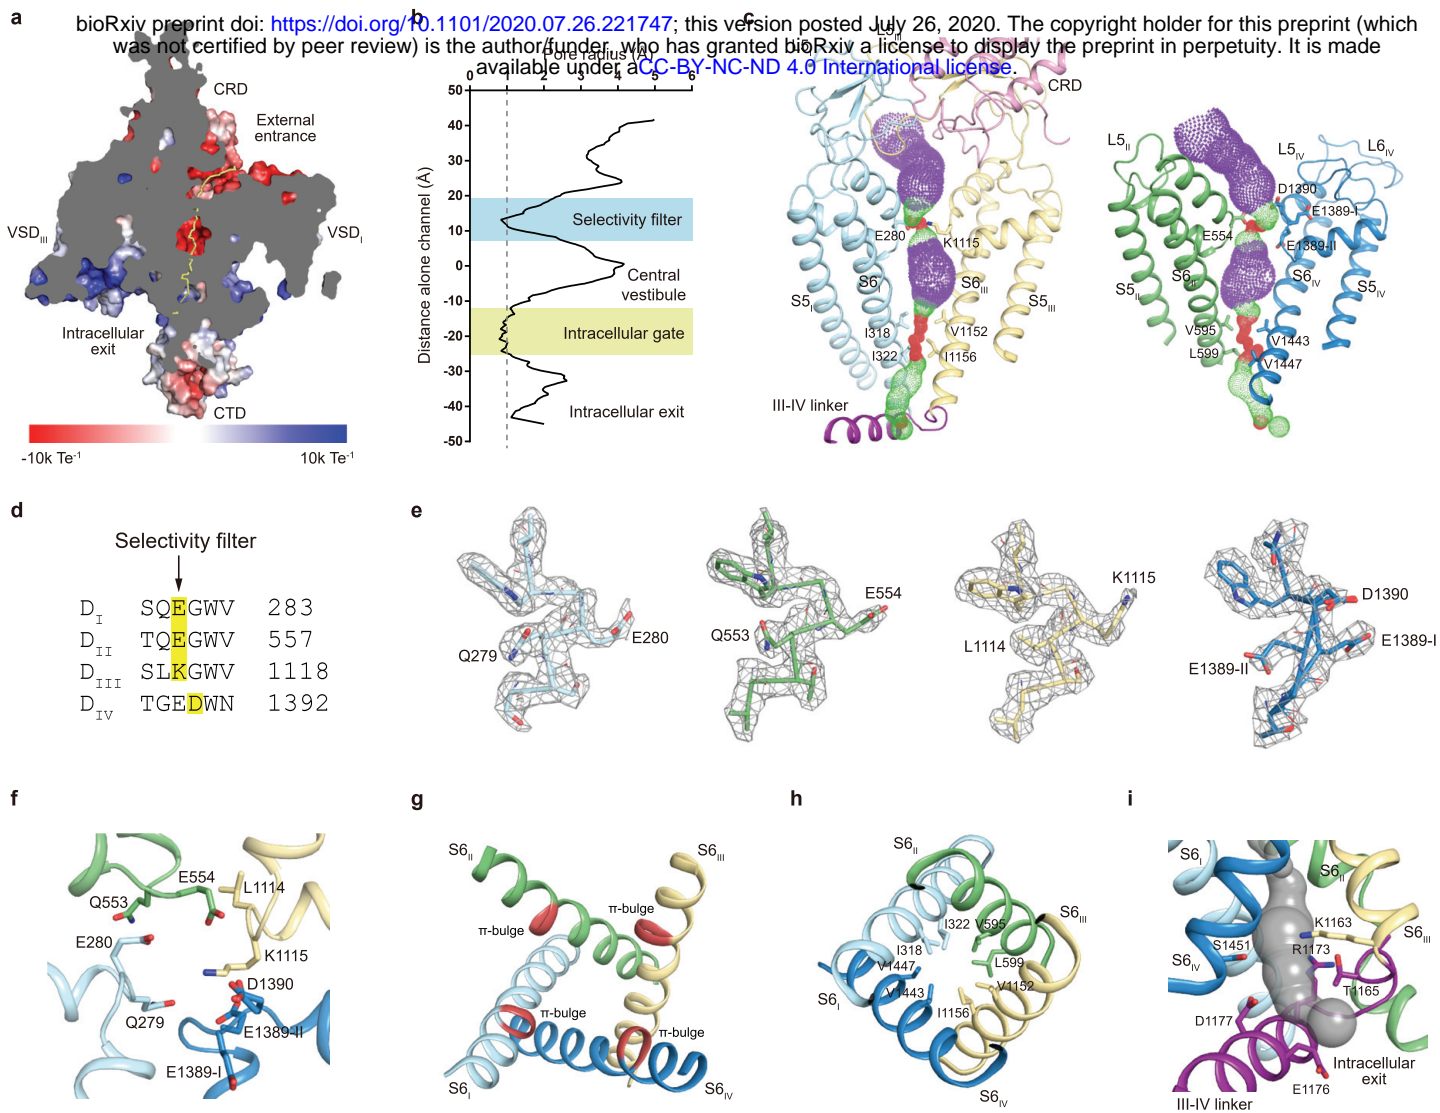 bioRxiv preprint doi: https://doi.org/10.1101/2020.07.26.221747; this version posted July 26, 2020. The copyright holder for this preprint (which
was not certified by peer review) is the author/funder, who has granted bioRxiv a license to display the preprint in perpetuity. It is made
available under aCC-BY-NC-ND 4.0 International license.
a
CRD
External
entrance
VSDIII
VSDI
Intracellular
exit
CTD
-10k Te-1
10k Te-1
b
Pore radius (Å)
0 1 2 3 4 5 6
Distance alone channel (Å)
50
40
30
20
10
0
-10
-20
-30
-40
-50
Selectivity filter
Central
vestibule
Intracellular gate
Intracellular exit
c
L5I
L5III
CRD
E280
K1115
S6I
S6III
S5I
S5III
I318
V1152
I322
I1156
III-IV linker
L5II
L5IV
L6IV
D1390
E1389-I
E554
E1389-II
S6II
S6IV
S5II
S5IV
V595
V1443
L599
V1447
d
Selectivity filter
DI SQEGWV 283
DII TQEGWV 557
DIII SLKGWV 1118
DIV TGEDWN 1392
e
Q279
E280
Q553
E554
L1114
K1115
D1390
E1389-I
E1389-II
f
E554
L1114
Q553
E280
K1115
D1390
Q279
E1389-II
E1389-I
g
S6II
S6III
π-bulge
π-bulge
π-bulge
π-bulge
S6I
S6IV
h
S6II
S6III
I322
V595
I318
L599
V1447
V1443
V1152
I1156
S6I
S6IV
i
S6I
S6II
K1163
S6III
S1451
R1173
S6IV
T1165
D1177
Intracellular
exit
E1176
III-IV linker